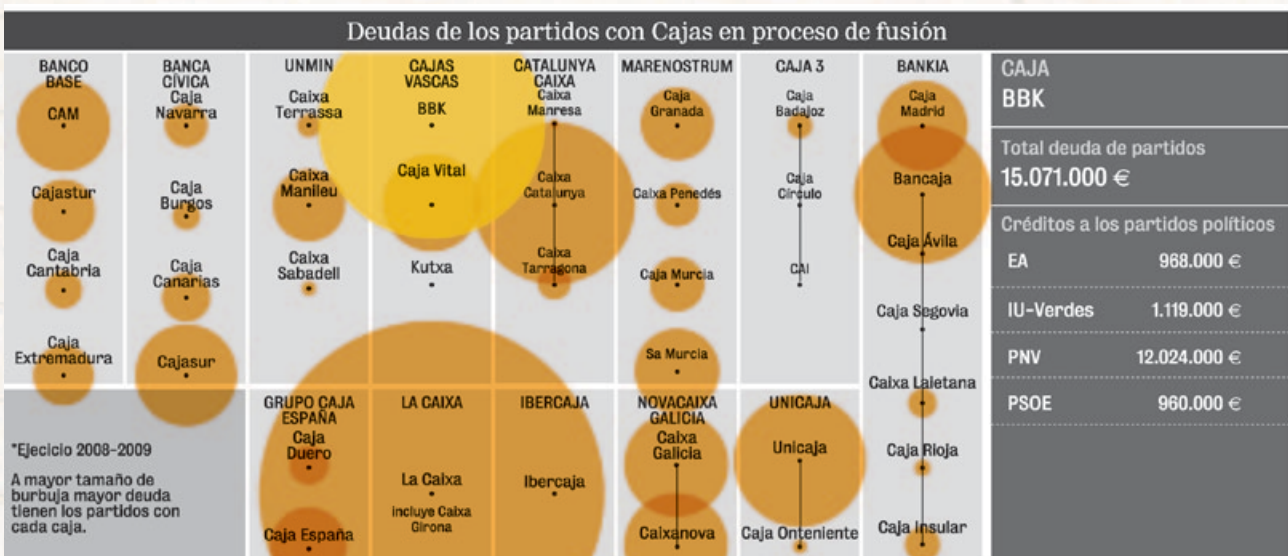 Deudas de los partidos con Cajas en proceso de fusión
BANCO
BASE
CAM
Cajastur
Caja
Cantabria
Caja
Extremadura
BANCA
CÍVICA
Caja
Navarra
Caja
Burgos
Caja
Canarias
Cajasur
UNMIN
Caixa
Terrassa
Caixa
Manlleu
Caixa
Sabadell
CAJAS
VASCAS
BBK
Caja Vital
Kutxa
CATALUNYA
CAIXA
Caixa
Manresa
Caixa
Catalunya
Caixa
Tarragona
MARENOSTRUM
Caja
Granada
Caixa Penedés
Caja Murcia
Sa Murcia
CAJA 3
Caja
Badajoz
Caja
Círculo
CAI
BANKIA
Caja
Madrid
Bancaja
Caja Ávila
Caja Segovia
Caixa Laietana
Caja Rioja
Caja Insular
GRUPO CAJA
ESPAÑA
Caja
Duero
Caja España
LA CAIXA
La Caixa
incluye Caixa
Girona
IBERCAJA
Ibercaja
NOVACAIXA
GALICIA
Caixa
Galicia
Caixanova
UNICAJA
Unicaja
Caja Onteniente
*Ejecicio 2008-2009
A mayor tamaño de
burbuja mayor deuda
tienen los partidos con
cada caja.
CAJA
BBK
Total deuda de partidos
15.071.000 €
Créditos a los partidos políticos
EA 968.000 €
IU-Verdes 1.119.000 €
PNV 12.024.000 €
PSOE 960.000 €